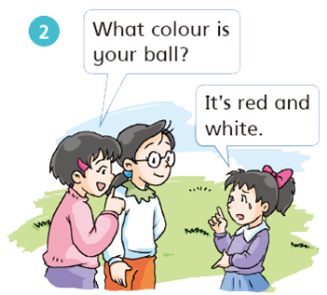 2
What colour is
your ball?
It's red and
white.